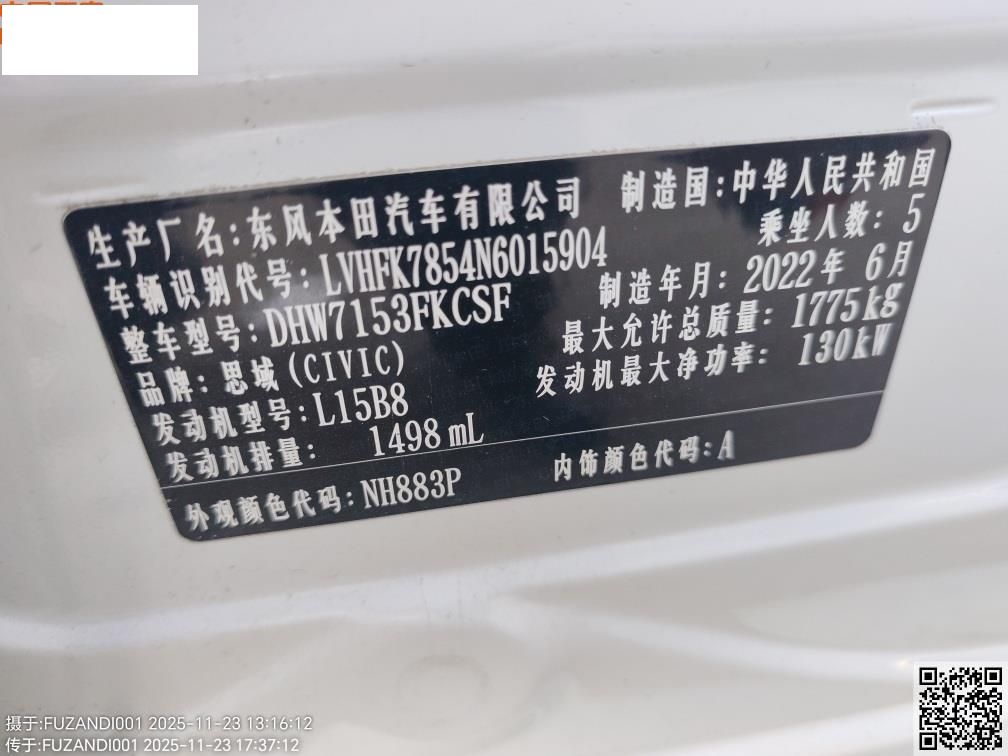 生产厂名:东风本田汽车有限公司 制造国:中华人民共和国
车辆识别代号:LVHFK7854N6015904 乘坐人数:5
整车型号:DHW7153FKCSF 制造年月:2022年 6月
品牌:思域(CIVIC) 最大允许总质量:1775kg
发动机型号:L15B8 发动机最大净功率:130kW
发动机排量: 1498mL
外观颜色代码:NH883P 内饰颜色代码:A
摄于:FUZANDI001 2025-11-23 13:16:12
传于:FUZANDI001 2025-11-23 17:37:12